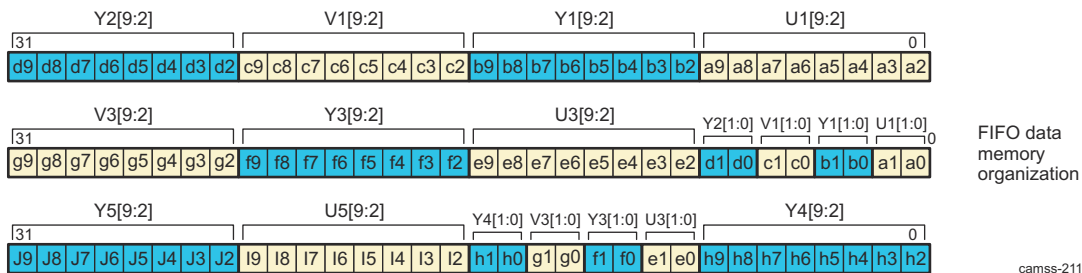 Y2[9:2] V1[9:2] Y1[9:2] U1[9:2]
31 0
d9 d8 d7 d6 d5 d4 d3 d2 c9 c8 c7 c6 c5 c4 c3 c2 b9 b8 b7 b6 b5 b4 b3 b2 a9 a8 a7 a6 a5 a4 a3 a2
V3[9:2] Y3[9:2] U3[9:2] Y2[1:0] V1[1:0] Y1[1:0] U1[1:0]
31 0
g9 g8 g7 g6 g5 g4 g3 g2 f9 f8 f7 f6 f5 f4 f3 f2 e9 e8 e7 e6 e5 e4 e3 e2 d1 d0 c1 c0 b1 b0 a1 a0
FIFO data
memory
organization
Y5[9:2] U5[9:2] Y4[1:0] V3[1:0] Y3[1:0] U3[1:0] Y4[9:2]
31 0
J9 J8 J7 J6 J5 J4 J3 J2 I9 I8 I7 I6 I5 I4 I3 I2 h1 h0 g1 g0 f1 f0 e1 e0 h9 h8 h7 h6 h5 h4 h3 h2
camss-211